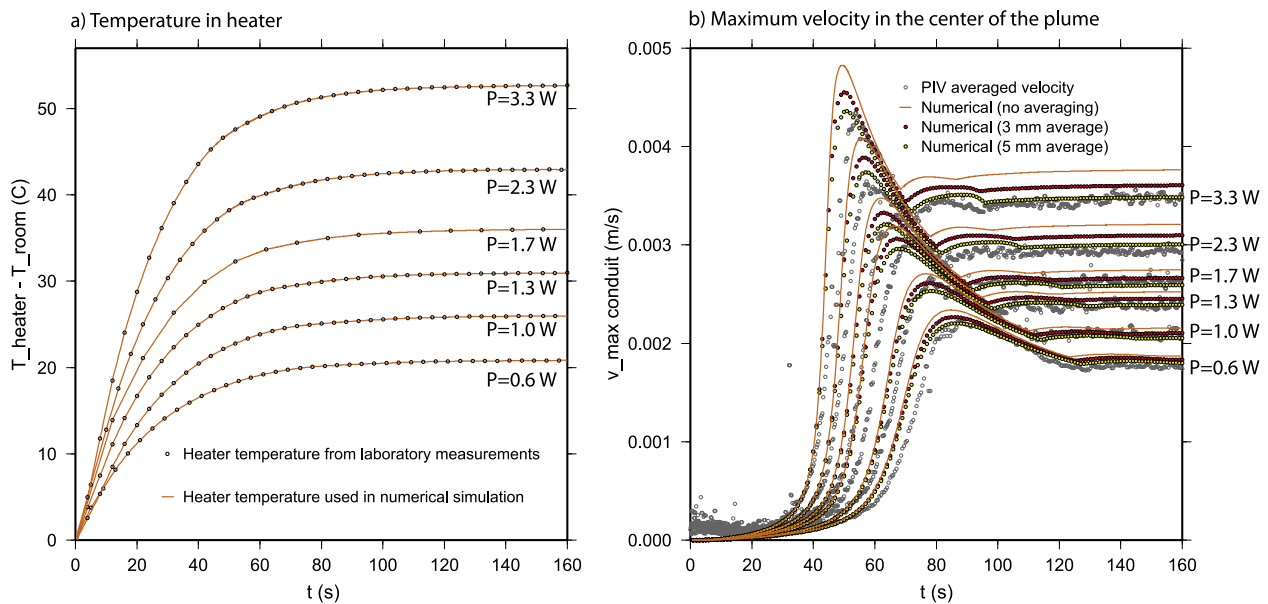 a) Temperature in heater
T_heater - T_room (C)
50
40
30
20
10
0
P=3.3 W
P=2.3 W
P=1.7 W
P=1.3 W
P=1.0 W
P=0.6 W
Heater temperature from laboratory measurements
Heater temperature used in numerical simulation
0 20 40 60 80 100 120 140 160
t (s)
b) Maximum velocity in the center of the plume
v_max conduit (m/s)
0.005
0.004
0.003
0.002
0.001
0.000
PIV averaged velocity
Numerical (no averaging)
Numerical (3 mm average)
Numerical (5 mm average)
P=3.3 W
P=2.3 W
P=1.7 W
P=1.3 W
P=1.0 W
P=0.6 W
0 20 40 60 80 100 120 140 160
t (s)